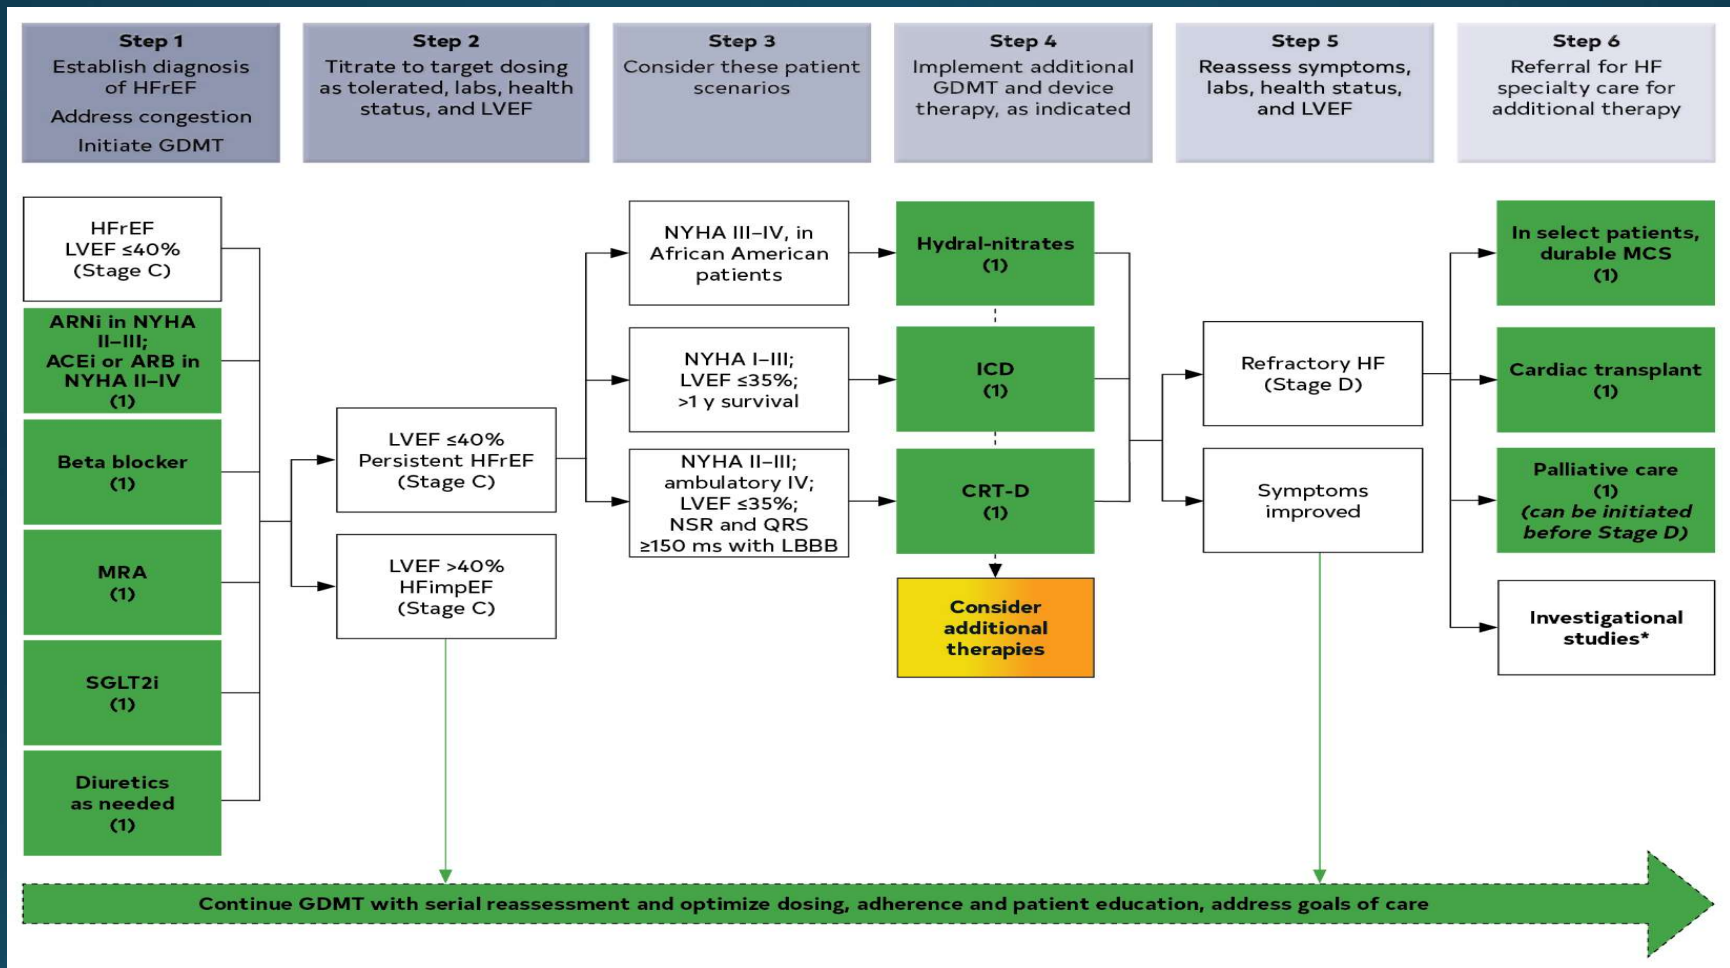 Step 1
Establish diagnosis
of HFrEF
Address congestion
Initiate GDMT
Step 2
Titrate to target dosing
as tolerated, labs, health
status, and LVEF
Step 3
Consider these patient
scenarios
Step 4
Implement additional
GDMT and device
therapy, as indicated
Step 5
Reassess symptoms,
labs, health status,
and LVEF
Step 6
Referral for HF
specialty care for
additional therapy
HFrEF
LVEF ≤40%
(Stage C)
ARNi in NYHA
II–III;
ACEi or ARB in
NYHA II–IV
(1)
Beta blocker
(1)
MRA
(1)
SGLT2i
(1)
Diuretics
as needed
(1)
LVEF ≤40%
Persistent HFrEF
(Stage C)
LVEF >40%
HFimpEF
(Stage C)
NYHA III–IV, in
African American
patients
NYHA I–III;
LVEF ≤35%;
>1 y survival
NYHA II–III;
ambulatory IV;
LVEF ≤35%;
NSR and QRS
≥150 ms with LBBB
Hydral-nitrates
(1)
ICD
(1)
CRT-D
(1)
Consider
additional
therapies
Refractory HF
(Stage D)
Symptoms
improved
In select patients,
durable MCS
(1)
Cardiac transplant
(1)
Palliative care
(1)
(can be initiated
before Stage D)
Investigational
studies*
Continue GDMT with serial reassessment and optimize dosing, adherence and patient education, address goals of care